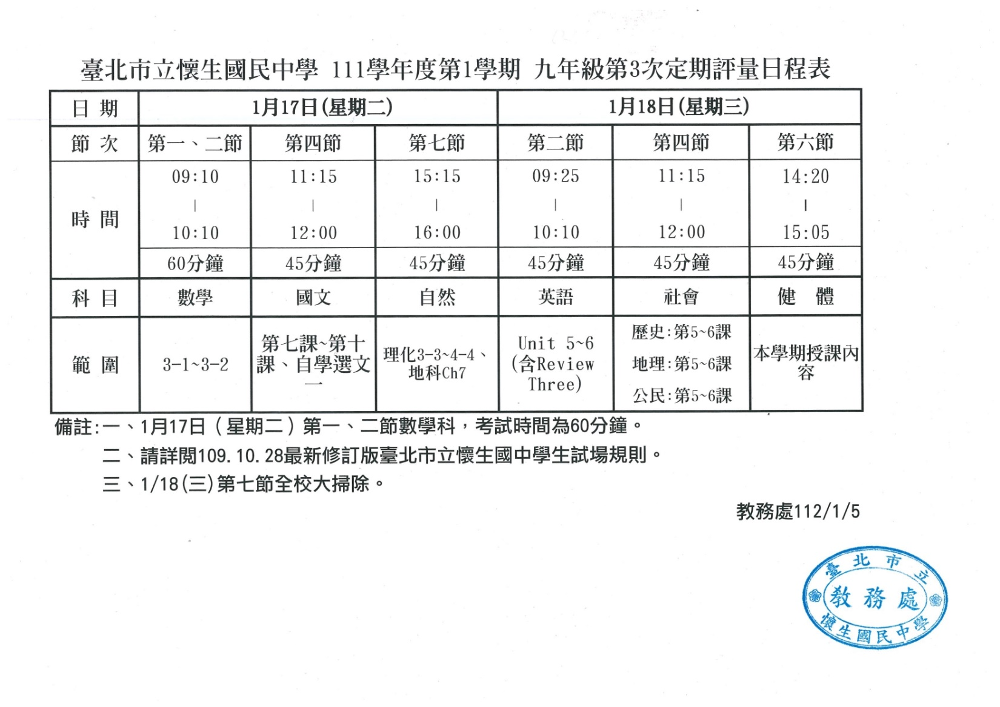 臺北市立懷生國民中學 111學年度第1學期 九年級第3次定期評量日程表
日 期 1月17日(星期二) 1月18日(星期三)
節 次 第一、二節 第四節 第七節 第二節 第四節 第六節
時 間
09:10 11:15 15:15 09:25 11:15 14:20
| | | | | |
10:10 12:00 16:00 10:10 12:00 15:05
60分鐘 45分鐘 45分鐘 45分鐘 45分鐘 45分鐘
科 目 數學 國文 自然 英語 社會 健 體
範 圍
3-1~3-2
第七課~第十
課、自學選文
一
理化3-3~4-4、
地科Ch7
Unit 5~6
(含Review
Three)
歷史:第5~6課
地理:第5~6課
公民:第5~6課
本學期授課內
容
備註:一、1月17日（星期二）第一、二節數學科，考試時間為60分鐘。
二、請詳閱109.10.28最新修訂版臺北市立懷生國中學生試場規則。
三、1/18(三)第七節全校大掃除。
教務處112/1/5
臺北市立
教務處
懷生國民中學